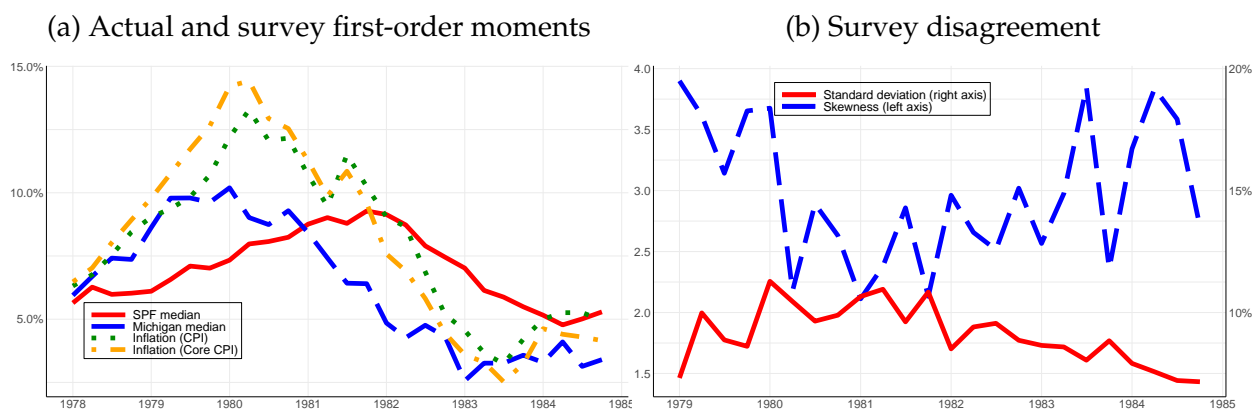 (a) Actual and survey first-order moments
15.0%
10.0%
5.0%
SPF median
Michigan median
Inflation (CPI)
Inflation (Core CPI)
1978 1979 1980 1981 1982 1983 1984 1985
(b) Survey disagreement
4.0
3.5
3.0
2.5
2.0
1.5
20%
15%
10%
Standard deviation (right axis)
Skewness (left axis)
1979 1980 1981 1982 1983 1984 1985